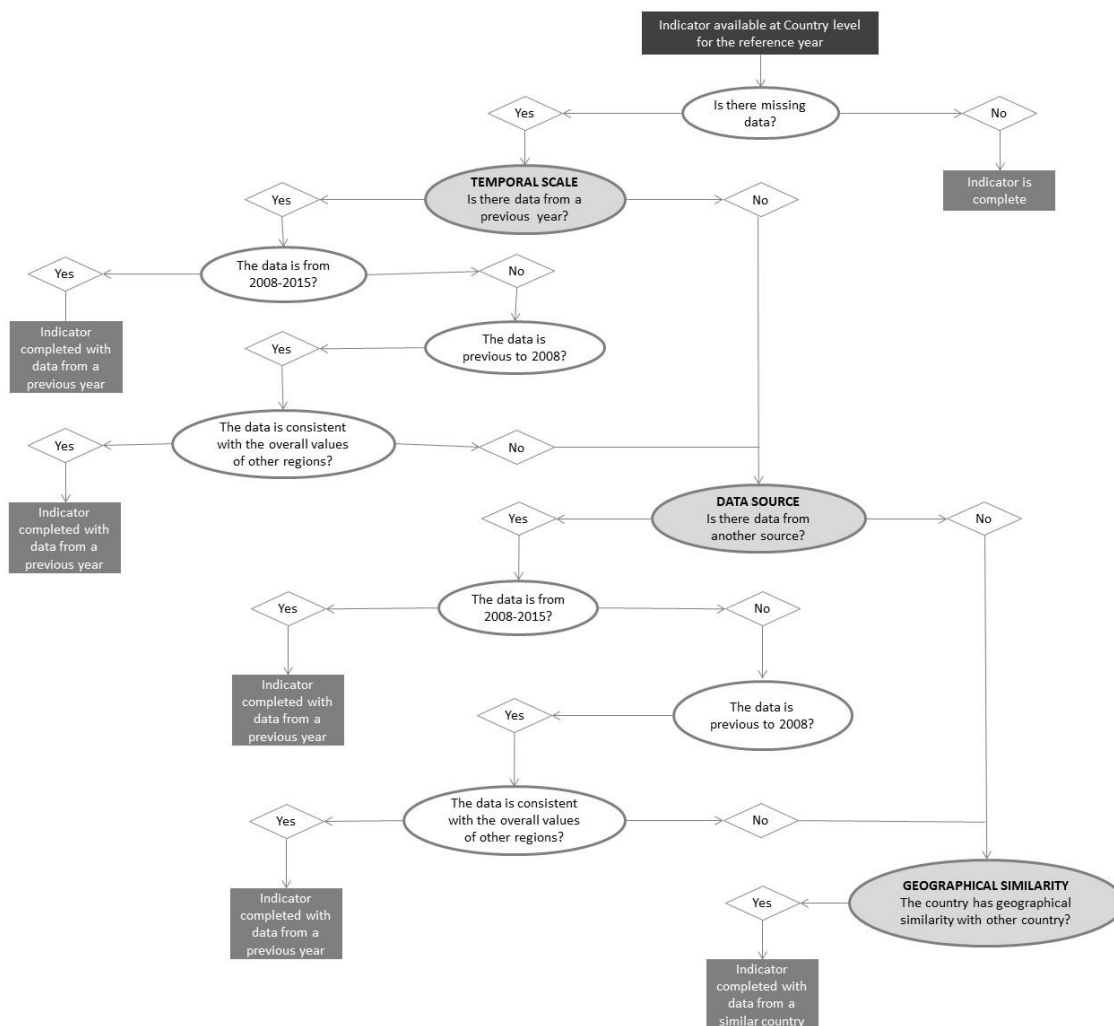 Indicator available at Country level
for the reference year
Is there missing
data?
Yes
No
Indicator is
complete
TEMPORAL SCALE
Is there data from a
previous year?
Yes
No
The data is from
2008-2015?
Yes
No
Indicator
completed with
data from a
previous year
The data is
previous to 2008?
Yes
The data is consistent
with the overall values
of other regions?
Yes
No
Indicator
completed with
data from a
previous year
DATA SOURCE
Is there data from
another source?
Yes
No
The data is from
2008-2015?
Yes
No
Indicator
completed with
data from a
previous year
The data is
previous to 2008?
Yes
The data is consistent
with the overall values
of other regions?
Yes
No
Indicator
completed with
data from a
previous year
GEOGRAPHICAL SIMILARITY
The country has geographical
similarity with other country?
Yes
Indicator
completed with
data from a
similar country